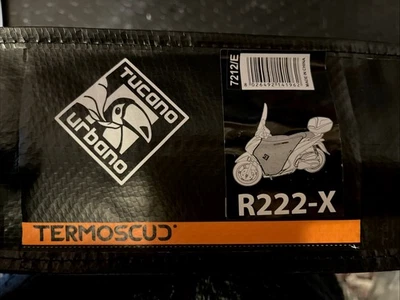 TUCANO
URBANO
7212/E
R222-X
TERMOSCUD®